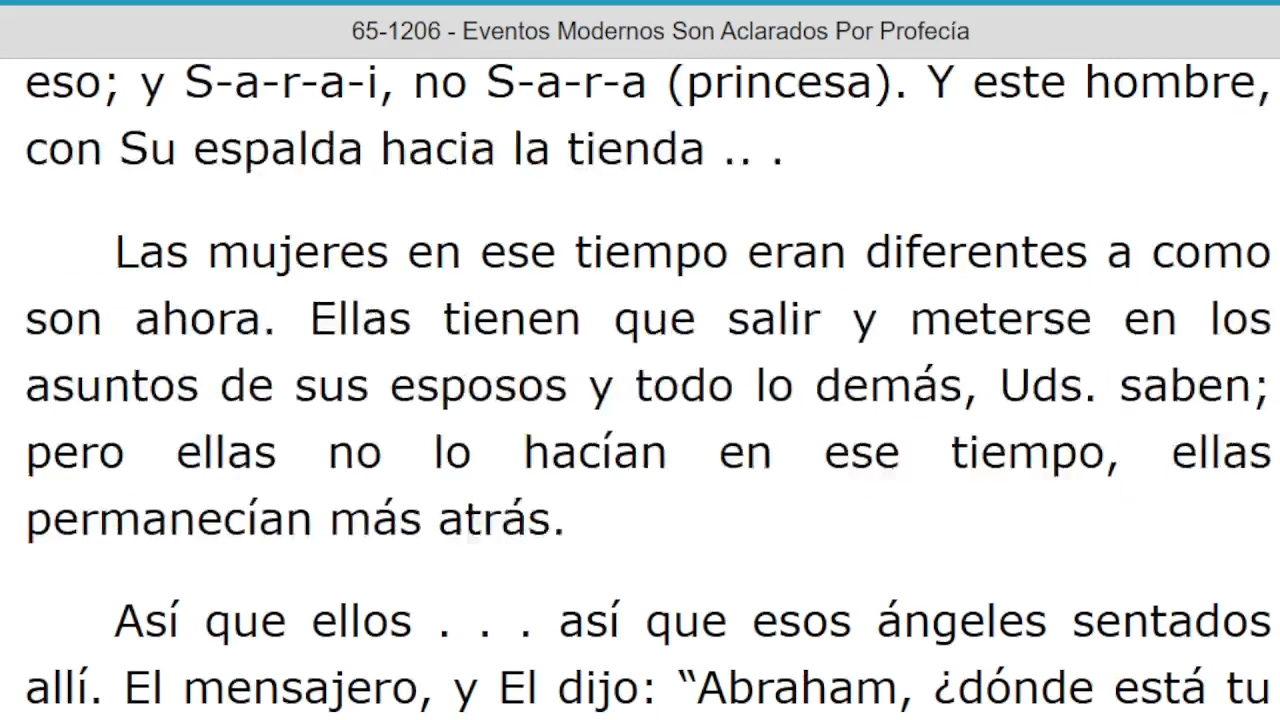 65-1206 - Eventos Modernos Son Aclarados Por Profecía
eso; y S-a-r-a-i, no S-a-r-a (princesa). Y este hombre,
con Su espalda hacia la tienda .. .
Las mujeres en ese tiempo eran diferentes a como
son ahora. Ellas tienen que salir y meterse en los
asuntos de sus esposos y todo lo demás, Uds. saben;
pero ellas no lo hacían en ese tiempo, ellas
permanecían más atrás.
Así que ellos . . . así que esos ángeles sentados
allí. El mensajero, y El dijo: “Abraham, ¿dónde está tu